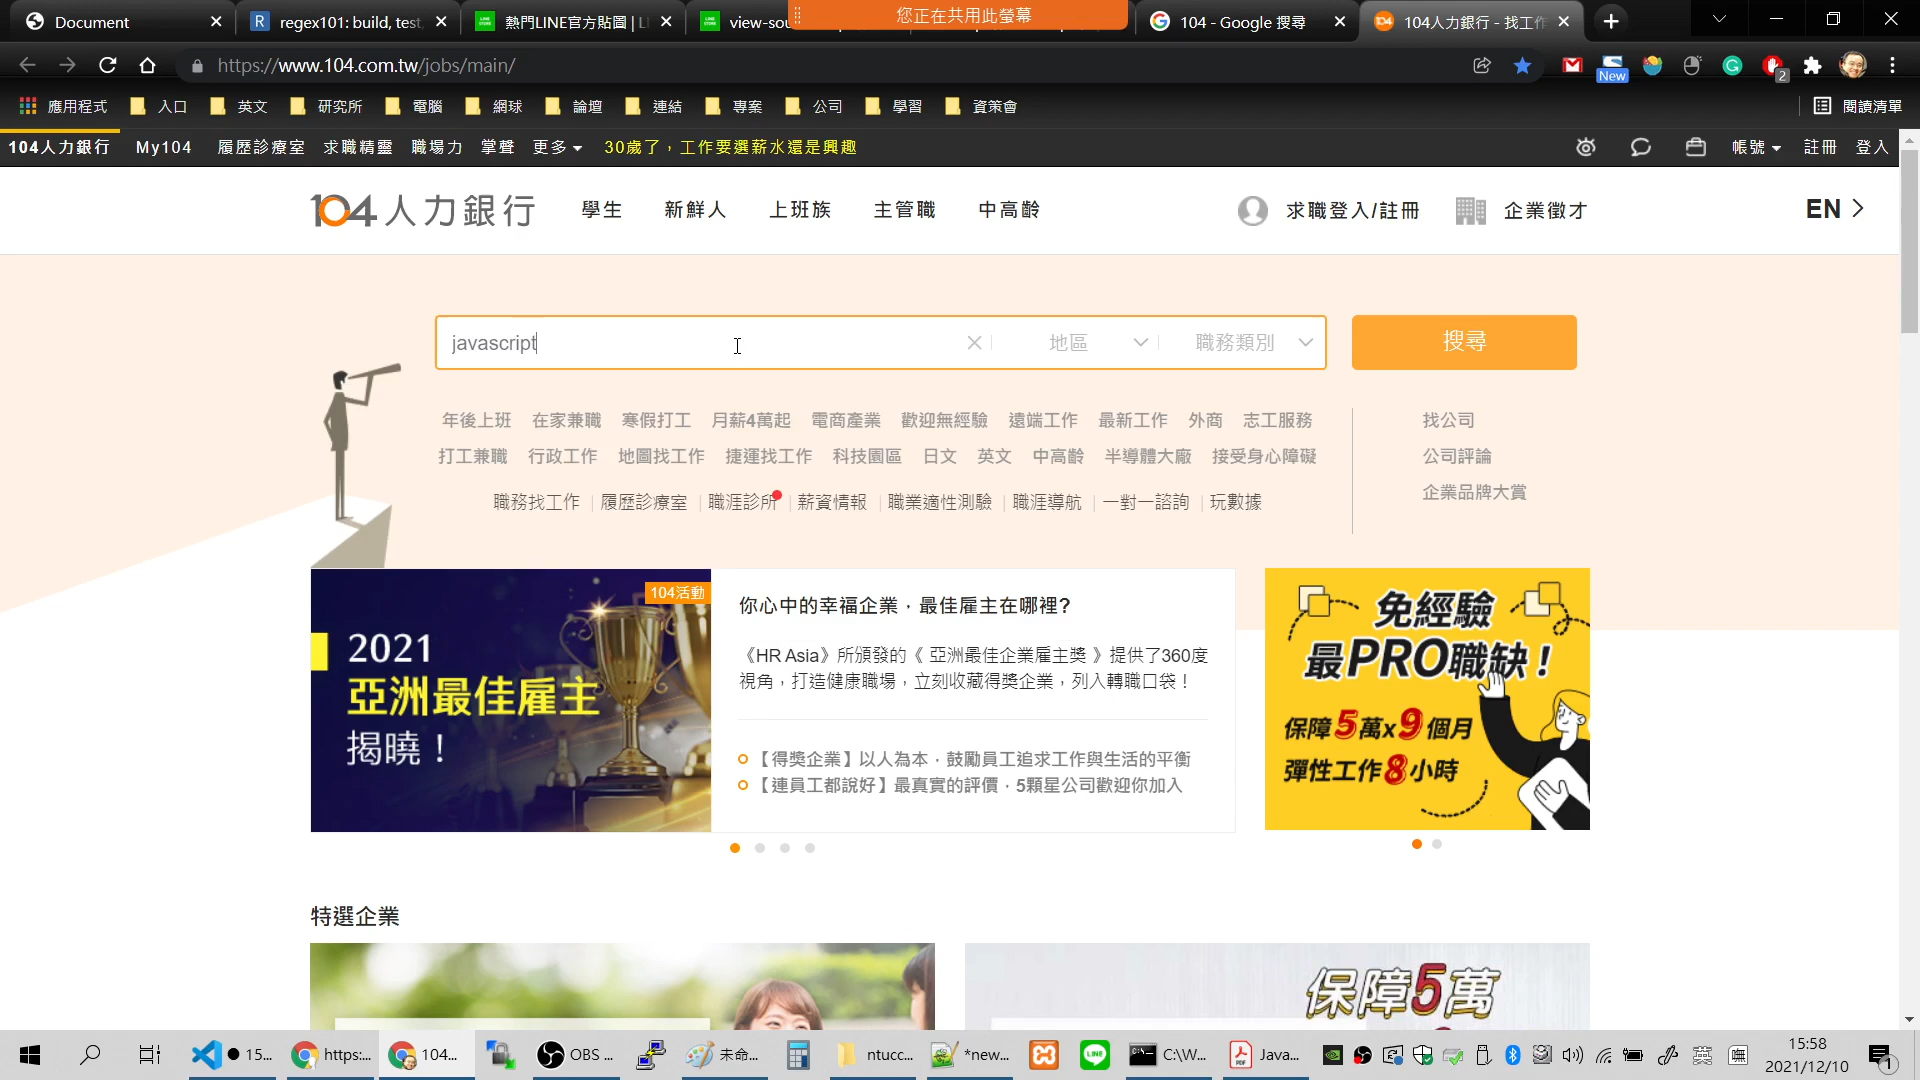 Document
regex101: build, test,
熱門LINE官方貼圖 | L
view-sou
您正在共用此螢幕
104 - Google 搜尋
104人力銀行 - 找工作
https://www.104.com.tw/jobs/main/
New
2
應用程式
入口
英文
研究所
電腦
網球
論壇
連結
專案
公司
學習
資策會
閱讀清單
104人力銀行 My104 履歷診療室 求職精靈 職場力 掌聲 更多 30歲了，工作要選薪水還是興趣
帳號 註冊 登入
104人力銀行
學生 新鮮人 上班族 主管職 中高齡
求職登入/註冊 企業徵才
EN
javascript
地區
職務類別
搜尋
年後上班 在家兼職 寒假打工 月薪4萬起 電商產業 歡迎無經驗 遠端工作 最新工作 外商 志工服務
打工兼職 行政工作 地圖找工作 捷運找工作 科技園區 日文 英文 中高齡 半導體大廠 接受身心障礙
職務找工作 | 履歷診療室 | 職涯診所 | 薪資情報 | 職業適性測驗 | 職涯導航 | 一對一諮詢 | 玩數據
找公司
公司評論
企業品牌大賞
104活動
2021
亞洲最佳雇主
揭曉！
你心中的幸福企業．最佳雇主在哪裡?
《HR Asia》所頒發的《 亞洲最佳企業雇主獎 》提供了360度
視角，打造健康職場，立刻收藏得獎企業，列入轉職口袋！
【得獎企業】以人為本．鼓勵員工追求工作與生活的平衡
【連員工都說好】最真實的評價．5顆星公司歡迎你加入
免經驗
最PRO職缺！
保障5萬x9個月
彈性工作8小時
特選企業
保障5萬
15...
https:...
104...
OBS ...
未命...
ntucc...
*new...
C:\W...
Java...
英
15:58
2021/12/10
1